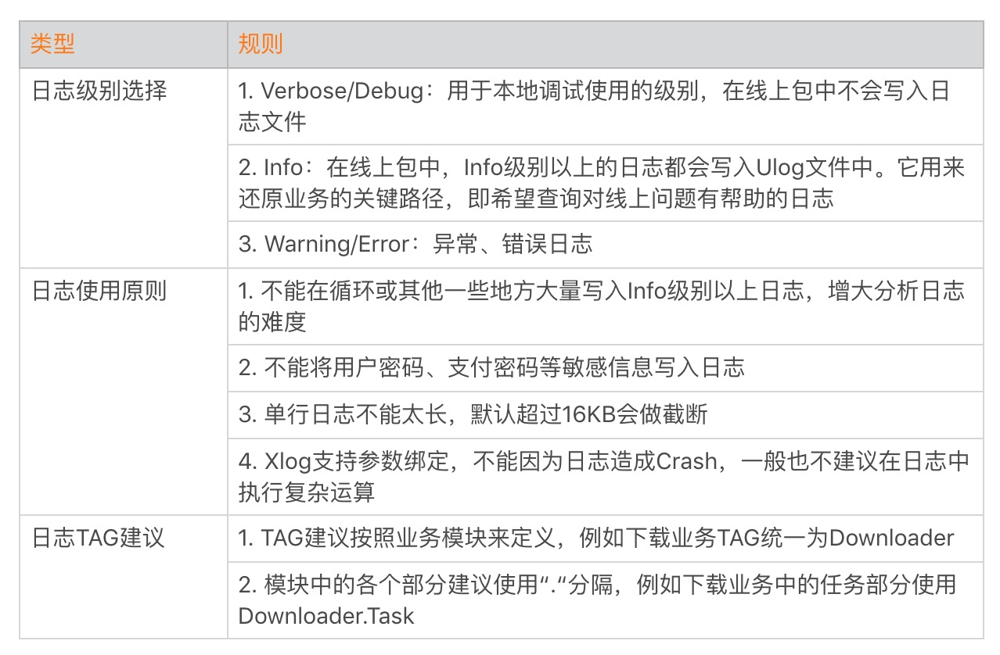 类型
规则
日志级别选择
1. Verbose/Debug：用于本地调试使用的级别，在线上包中不会写入日
志文件
2. Info：在线上包中，Info级别以上的日志都会写入Ulog文件中。它用来
还原业务的关键路径，即希望查询对线上问题有帮助的日志
3. Warning/Error：异常、错误日志
日志使用原则
1. 不能在循环或其他一些地方大量写入Info级别以上日志，增大分析日志
的难度
2. 不能将用户密码、支付密码等敏感信息写入日志
3. 单行日志不能太长，默认超过16KB会做截断
4. Xlog支持参数绑定，不能因为日志造成Crash，一般也不建议在日志中
执行复杂运算
日志TAG建议
1. TAG建议按照业务模块来定义，例如下载业务TAG统一为Downloader
2. 模块中的各个部分建议使用“.“分隔，例如下载业务中的任务部分使用
Downloader.Task